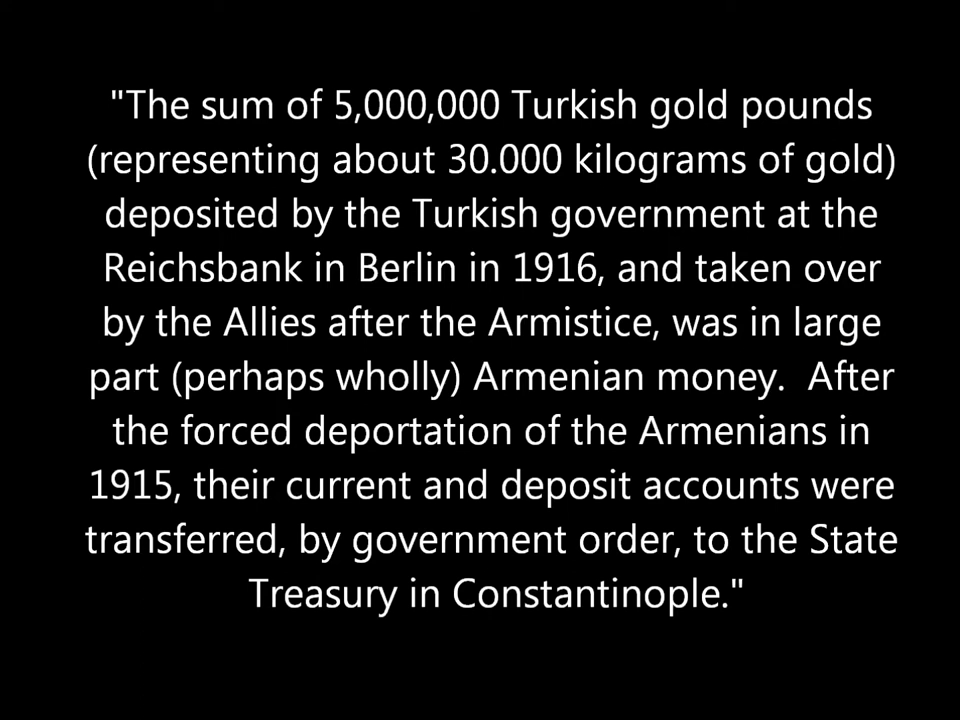 "The sum of 5,000,000 Turkish gold pounds
(representing about 30.000 kilograms of gold)
deposited by the Turkish government at the
Reichsbank in Berlin in 1916, and taken over
by the Allies after the Armistice, was in large
part (perhaps wholly) Armenian money.  After
the forced deportation of the Armenians in
1915, their current and deposit accounts were
transferred, by government order, to the State
Treasury in Constantinople."